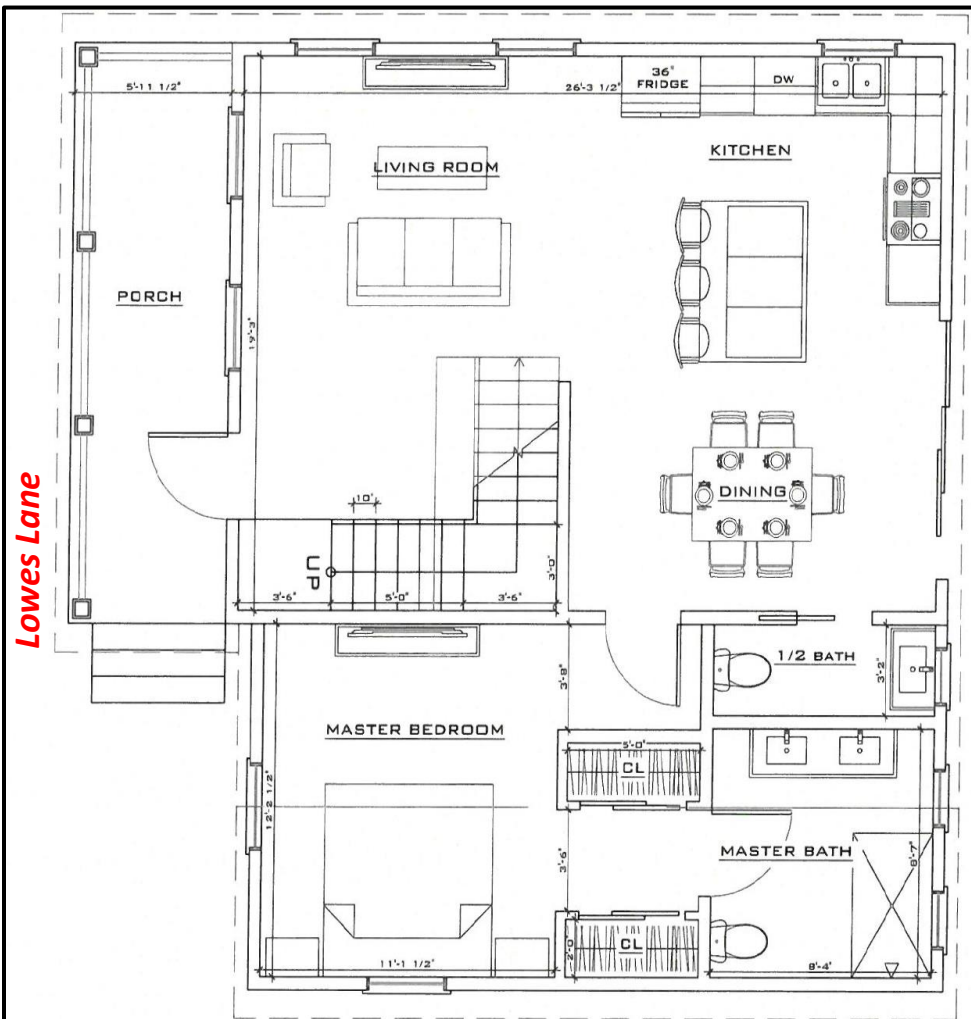 5'-11 1/2"
26'-3 1/2"
36"
FRIDGE
DW
LIVING ROOM
KITCHEN
PORCH
19'-3"
DINING
10"
UP
3'-6"
5'-0"
3'-6"
3'-0"
Lowes Lane
1/2 BATH
3'-2"
3'-8"
MASTER BEDROOM
5'-0"
CL
12'-2 1/2"
3'-6"
MASTER BATH
8'-7"
CL
2'-0"
11'-1 1/2"
8'-4"